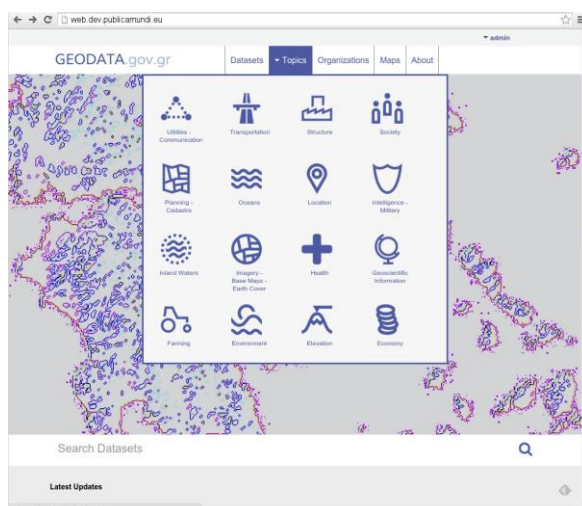 web.dev.publicamundi.eu
admin
GEODATA.gov.gr
Datasets Topics Organizations Maps About
Utilities - Communication
Transportation
Structure
Society
Planning - Cadastre
Oceans
Location
Intelligence - Military
Inland Waters
Imagery - Base Maps - Earth Cover
Health
Geoscientific Information
Farming
Environment
Elevation
Economy
Search Datasets
Latest Updates